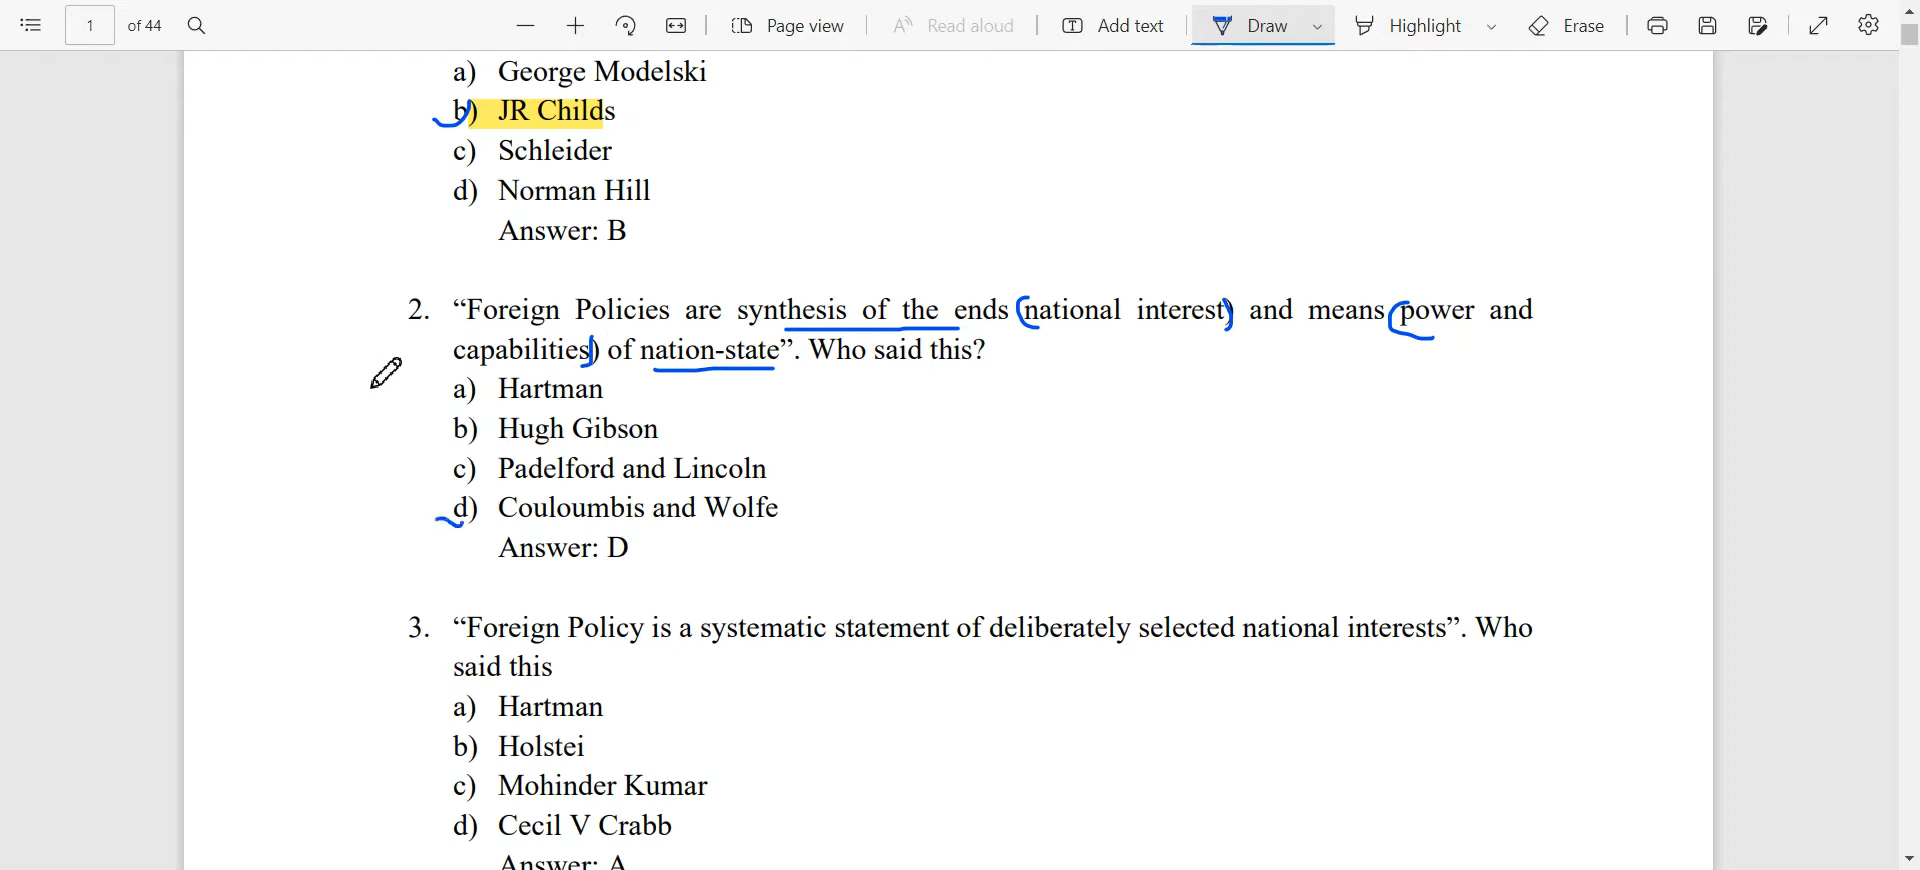 1 of 44 Page view Read aloud Add text Draw Highlight Erase
a) George Modelski
b) JR Childs
c) Schleider
d) Norman Hill
Answer: B
2. “Foreign Policies are synthesis of the ends (national interest) and means (power and
capabilities) of nation-state”. Who said this?
a) Hartman
b) Hugh Gibson
c) Padelford and Lincoln
d) Couloumbis and Wolfe
Answer: D
3. “Foreign Policy is a systematic statement of deliberately selected national interests”. Who
said this
a) Hartman
b) Holstei
c) Mohinder Kumar
d) Cecil V Crabb
Answer: A